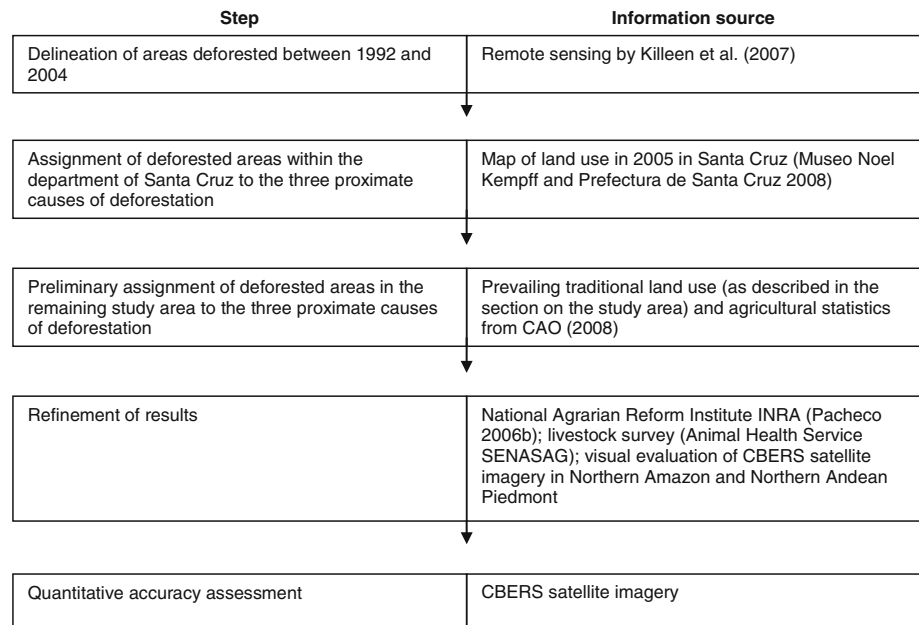 Step
Information source
Delineation of areas deforested between 1992 and
2004
Remote sensing by Killeen et al. (2007)
Assignment of deforested areas within the
department of Santa Cruz to the three proximate
causes of deforestation
Map of land use in 2005 in Santa Cruz (Museo Noel
Kempff and Prefectura de Santa Cruz 2008)
Preliminary assignment of deforested areas in the
remaining study area to the three proximate causes
of deforestation
Prevailing traditional land use (as described in the
section on the study area) and agricultural statistics
from CAO (2008)
Refinement of results
National Agrarian Reform Institute INRA (Pacheco
2006b); livestock survey (Animal Health Service
SENASAG); visual evaluation of CBERS satellite
imagery in Northern Amazon and Northern Andean
Piedmont
Quantitative accuracy assessment
CBERS satellite imagery